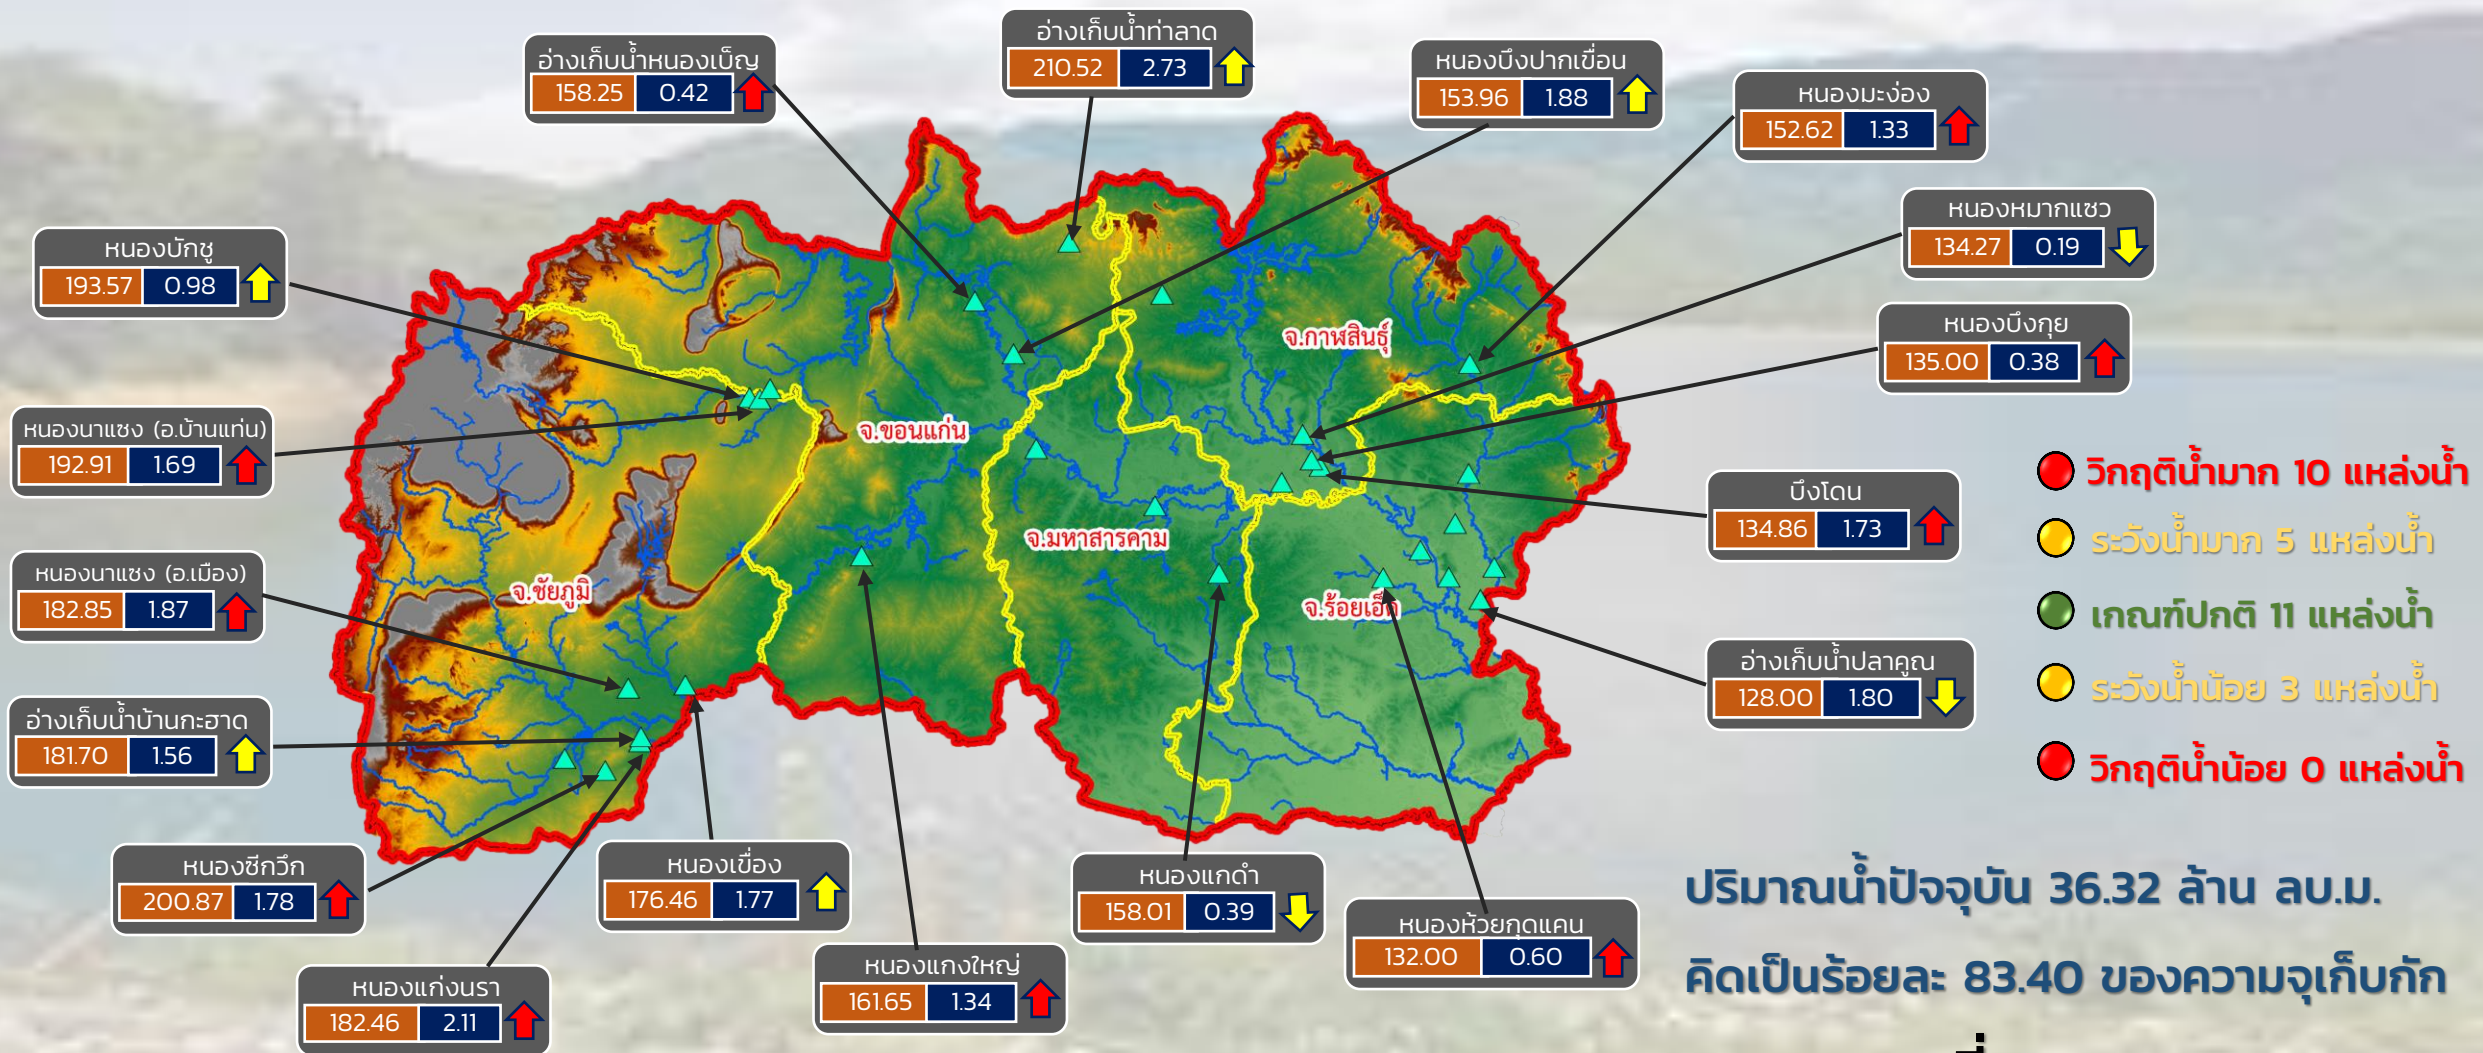 อ่างเก็บน้ำท่าลาด
210.52 2.73
อ่างเก็บน้ำหนองเบ็ญ
158.25 0.42
หนองบึงปากเขื่อน
153.96 1.88
หนองมะง่อง
152.62 1.33
หนองหมากแซว
134.27 0.19
หนองบักชู
193.57 0.98
หนองบึงกุย
135.00 0.38
จ.กาฬสินธุ์
หนองนาแซง (อ.บ้านแท่น)
192.91 1.69
จ.ขอนแก่น
วิกฤติน้ำมาก 10 แหล่งน้ำ
บึงโดน
134.86 1.73
ระวังน้ำมาก 5 แหล่งน้ำ
จ.มหาสารคาม
หนองนาแซง (อ.เมือง)
182.85 1.87
จ.ชัยภูมิ
จ.ร้อยเอ็ด
เกณฑ์ปกติ 11 แหล่งน้ำ
อ่างเก็บน้ำปลาคูณ
128.00 1.80
ระวังน้ำน้อย 3 แหล่งน้ำ
อ่างเก็บน้ำบ้านกะฮาด
181.70 1.56
วิกฤติน้ำน้อย 0 แหล่งน้ำ
หนองซีกวึก
200.87 1.78
หนองเขื่อง
176.46 1.77
หนองแกดำ
158.01 0.39
หนองห้วยกุดแคน
132.00 0.60
ปริมาณน้ำปัจจุบัน 36.32 ล้าน ลบ.ม.
คิดเป็นร้อยละ 83.40 ของความจุเก็บกัก
หนองแก่งนรา
182.46 2.11
หนองแกงใหญ่
161.65 1.34